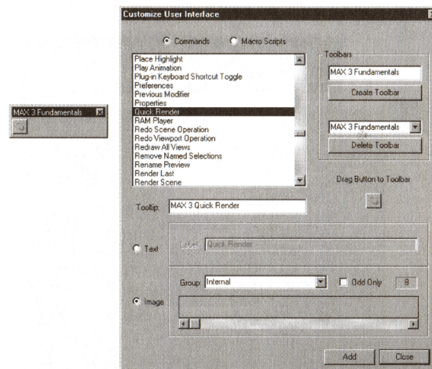 Customize User Interface
Commands
Macro Scripts
Place Highlight
Play Animation
Plug-in Keyboard Shortcut Toggle
Preferences
Previous Modifier
Properties
Quick Render
RAM Player
Redo Scene Operation
Redo Viewport Operation
Redraw All Views
Remove Named Selections
Rename Preview
Render Last
Render Scene
Toolbars
MAX 3 Fundamentals
Create Toolbar
MAX 3 Fundamentals
Delete Toolbar
Drag Button to Toolbar
MAX 3 Fundamentals
Tooltip:
MAX 3 Quick Render
Text
Label:
Quick Render
Group:
Internal
Odd Only
8
Image
Add
Close